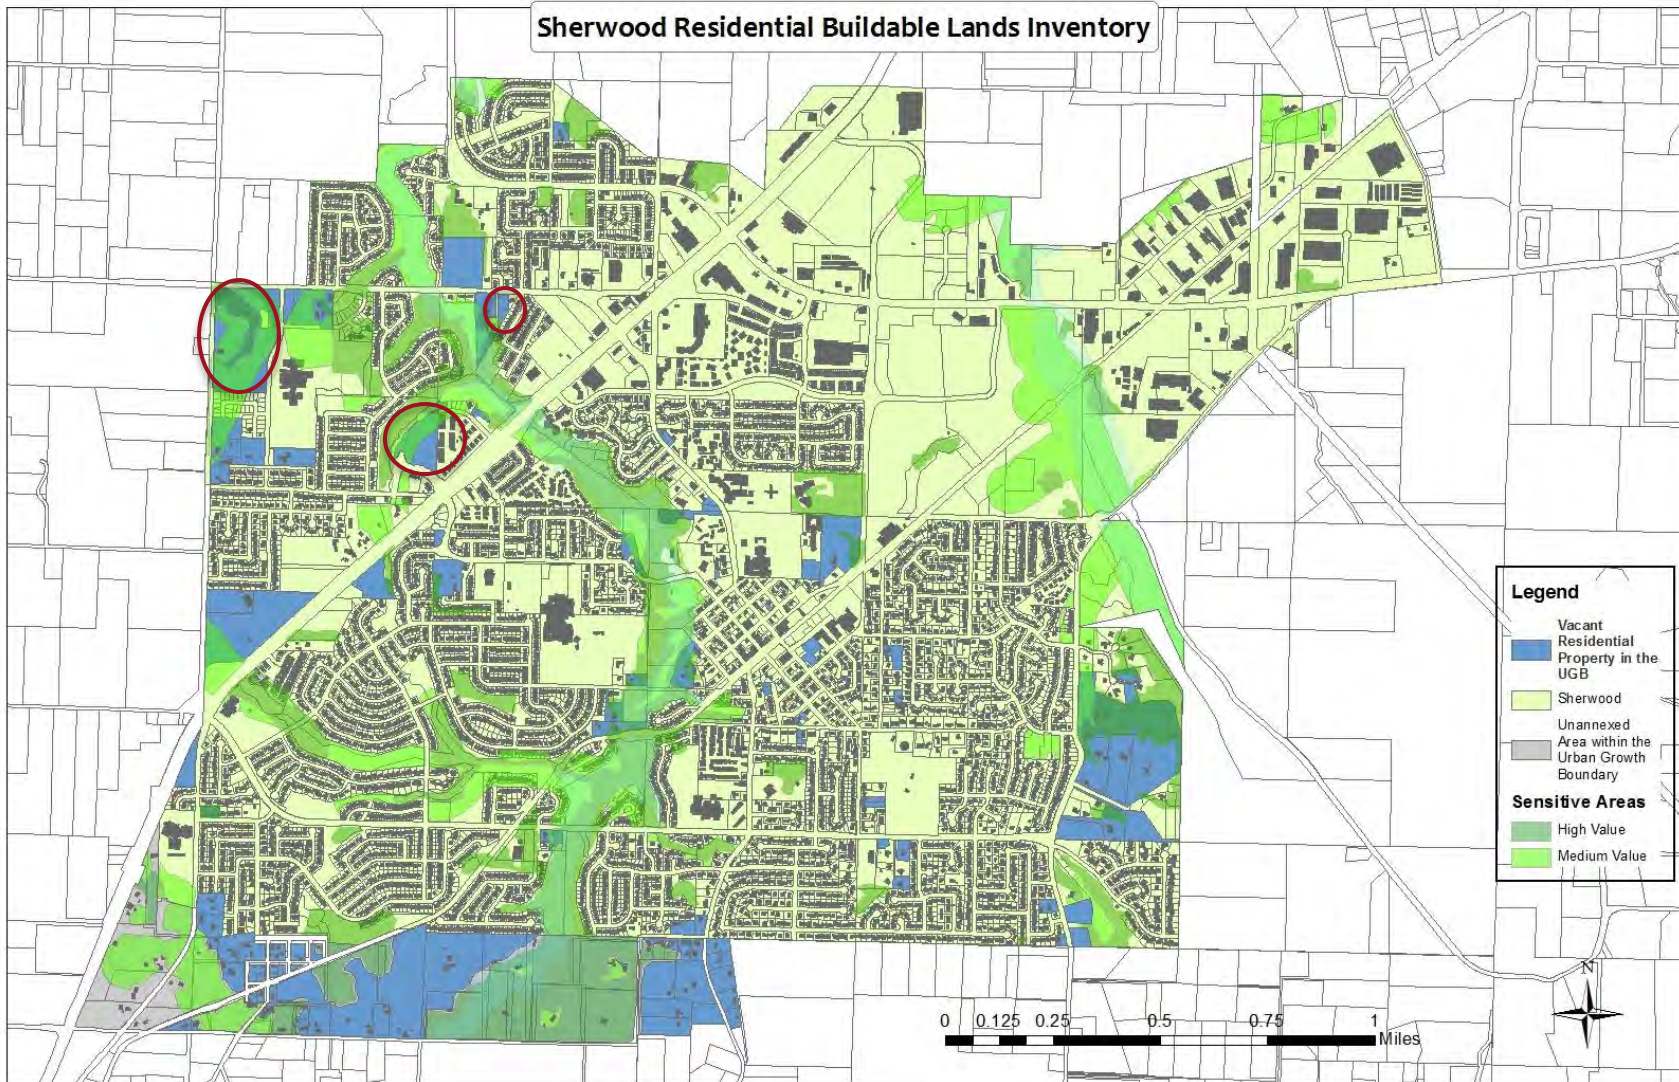 Sherwood Residential Buildable Lands Inventory
Legend
Vacant
Residential
Property in the
UGB
Sherwood
Unannexed
Area within the
Urban Growth
Boundary
Sensitive Areas
High Value
Medium Value
N
0 0.125 0.25 0.5 0.75 1
Miles